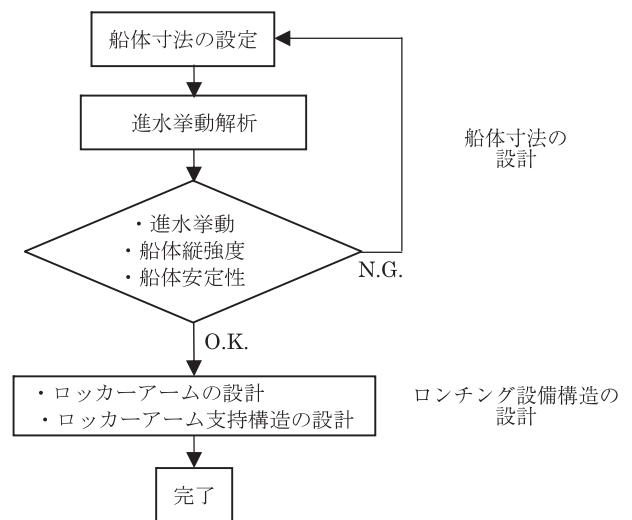 船体寸法の設定
進水挙動解析
船体寸法の
設計
・進水挙動
・船体縦強度
・船体安定性
N.G.
O.K.
・ロッカーアームの設計
・ロッカーアーム支持構造の設計
ロンチング設備構造の
設計
完了